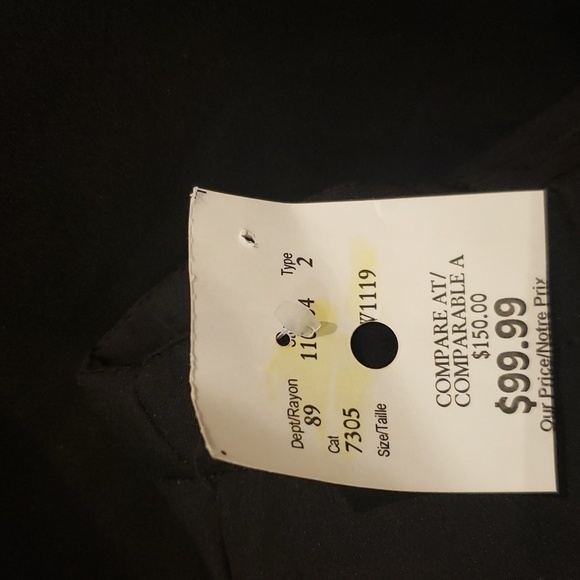 Dept/Rayon Type
89 2
Cat
7305
Size/Taille
COMPARE AT/
COMPARABLE A
$150.00
$99.99
Our Price/Notre Prix